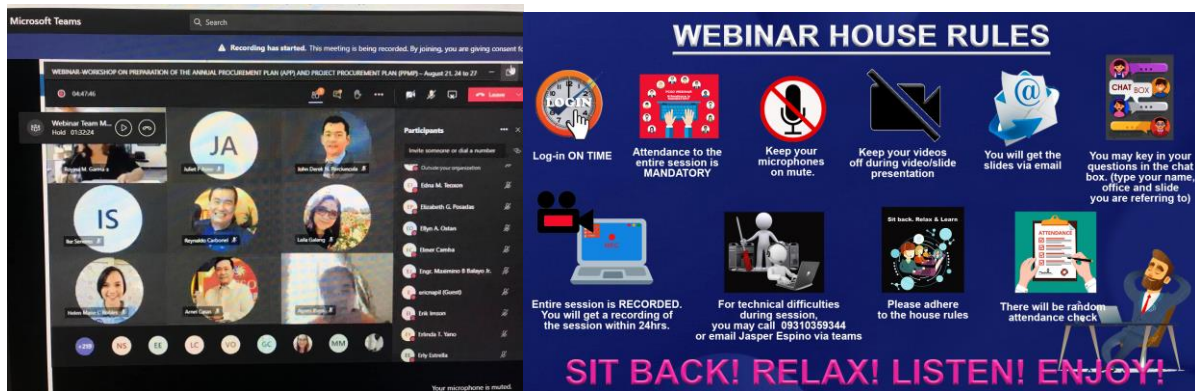 Microsoft Teams
Search
Recording has started. This meeting is being recorded. By joining, you are giving consent fo
WEBINAR-WORKSHOP ON PREPARATION OF THE ANNUAL PROCUREMENT PLAN (APP) AND PROJECT PROCUREMENT PLAN (PPMP) – August 21, 24 to 27
04:47:46
Leave
Webinar Team M...
Hold 01:32:24
JA
Participants
Invite someone or dial a number
Outside your organization
Edna M. Teoson
Elizabeth G. Posadas
Ellyn A. Ostan
Elmer Camba
Engr. Maximino B Balayo Jr.
ericnapil (Guest)
Erik Imson
Erlinda T. Yano
Erly Estrella
IS
Reynaldo Carbonel
Laila Galang
Arnel Casas
+259
NS
EE
LC
VO
GC
MM
Your microphone is muted.
WEBINAR HOUSE RULES
LOGIN
Log-in ON TIME
Attendance to the
entire session is
MANDATORY
Keep your
microphones
on mute.
Keep your videos
off during video/slide
presentation
@
You will get the
slides via email
CHAT BOX
You may key in your
questions in the chat
box. (type your name,
office and slide
you are referring to)
REC
Entire session is RECORDED.
You will get a recording of
the session within 24hrs.
For technical difficulties
during session,
you may call 09310359344
or email Jasper Espino via teams
Sit back. Relax & Learn
Please adhere
to the house rules
ATTENDANCE
There will be random
attendance check
SIT BACK! RELAX! LISTEN! ENJOY!